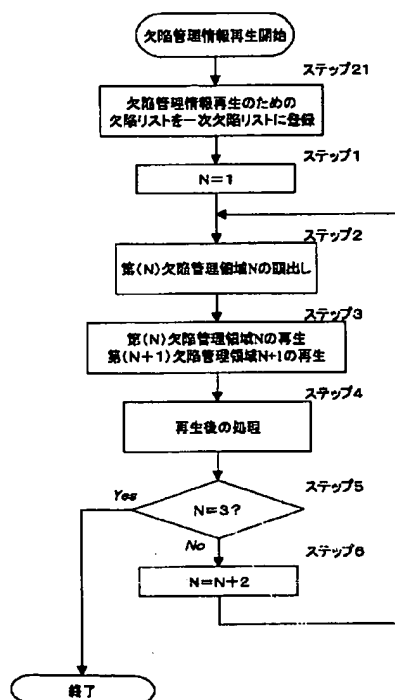 欠陥管理情報再生開始
ステップ21
欠陥管理情報再生のための
欠陥リストを一次欠陥リストに登録
ステップ1
N=1
ステップ2
第(N)欠陥管理領域Nの頭出し
ステップ3
第(N)欠陥管理領域Nの再生
第(N+1)欠陥管理領域N+1の再生
ステップ4
再生後の処理
ステップ5
Yes
N=3?
No
ステップ6
N=N+2
終了